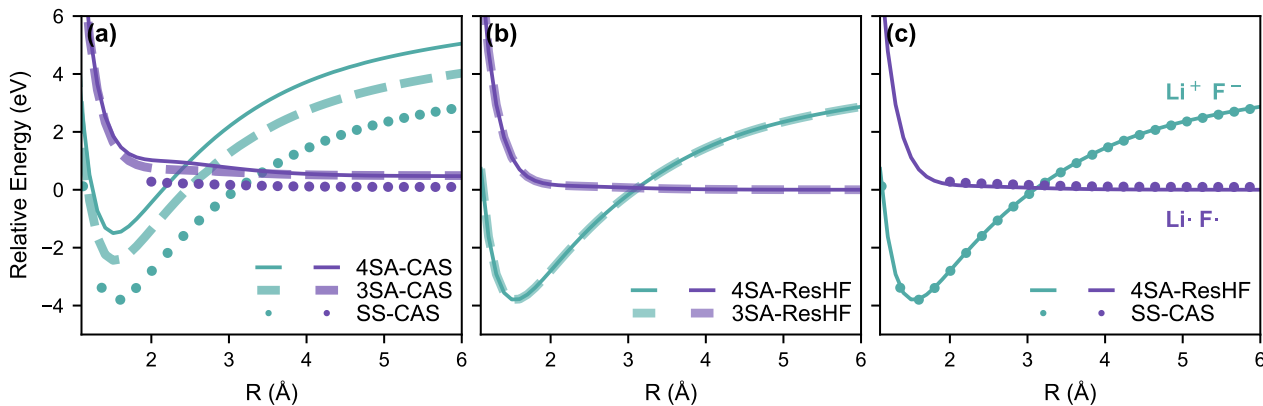 (a)
(b)
(c)
Relative Energy (eV)
6
4
2
0
−2
−4
4SA-CAS
3SA-CAS
SS-CAS
4SA-ResHF
3SA-ResHF
Li⁺ F⁻
Li· F·
4SA-ResHF
SS-CAS
2 3 4 5 6
2 3 4 5 6
2 3 4 5 6
R (Å)
R (Å)
R (Å)